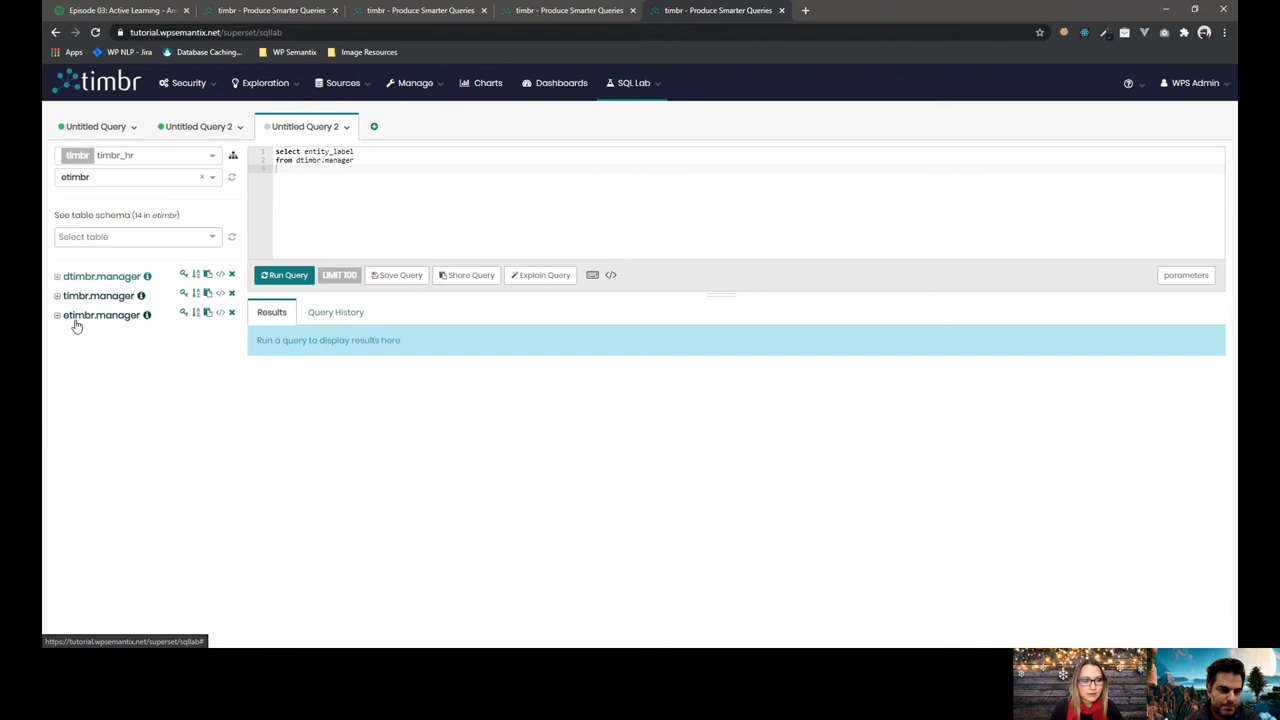 Episode 03: Active Learning - An
timbr - Produce Smarter Queries
timbr - Produce Smarter Queries
timbr - Produce Smarter Queries
timbr - Produce Smarter Queries
tutorial.wpsemantix.net/superset/sqllab
Apps
WP NLP - Jira
Database Caching...
WP Semantix
Image Resources
timbr
Security
Exploration
Sources
Manage
Charts
Dashboards
SQL Lab
WPS Admin
Untitled Query
Untitled Query 2
Untitled Query 2
timbr timbr_hr
etimbr
See table schema (14 in etimbr)
Select table
dtimbr.manager
timbr.manager
etimbr.manager
1 select entity_label
2 from dtimbr.manager
3
Run Query
LIMIT 100
Save Query
Share Query
Explain Query
parameters
Results
Query History
Run a query to display results here
https://tutorial.wpsemantix.net/superset/sqllab#